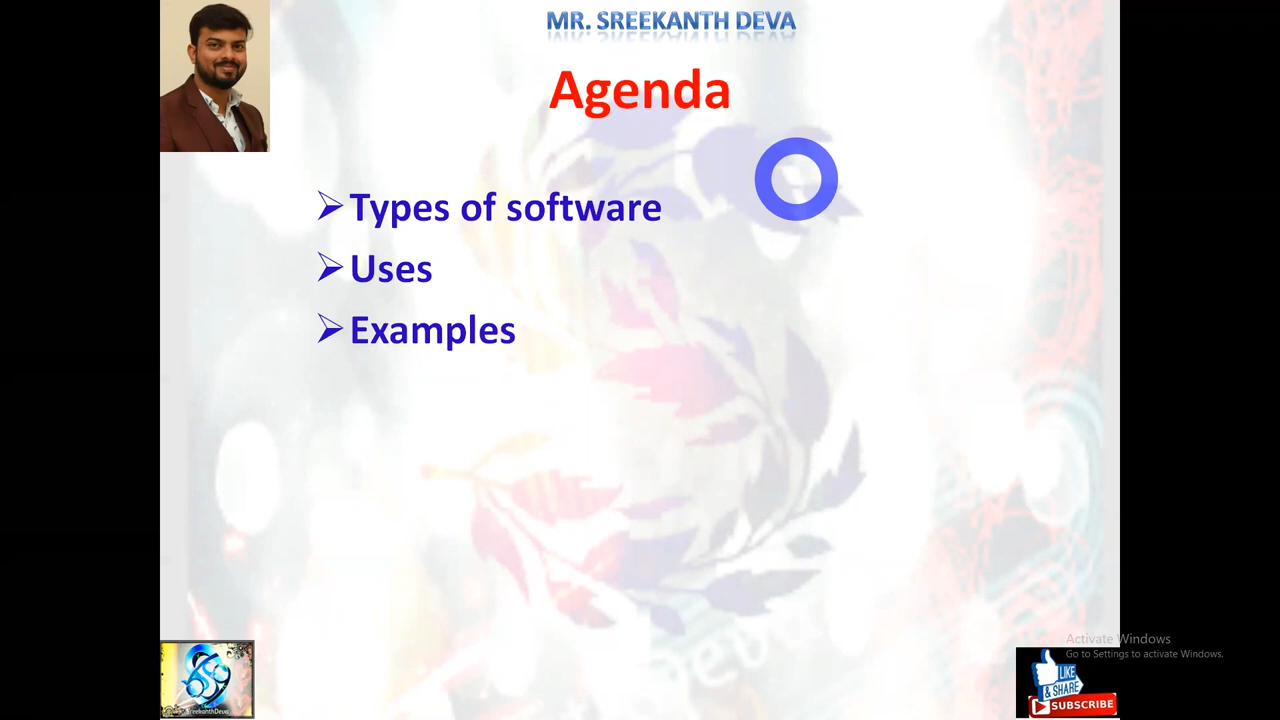 MR. SREEKANTH DEVA
Agenda
Types of software
Uses
Examples
Activate Windows
Go to Settings to activate Windows.
LIKE
& SHARE
SUBSCRIBE
SreekanthDeva